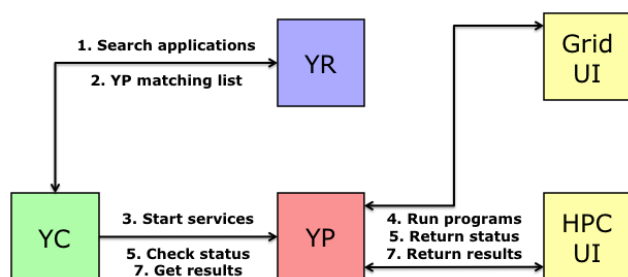 1. Search applications
2. YP matching list
YR
Grid
UI
YC
3. Start services
5. Check status
7. Get results
YP
4. Run programs
5. Return status
7. Return results
HPC
UI